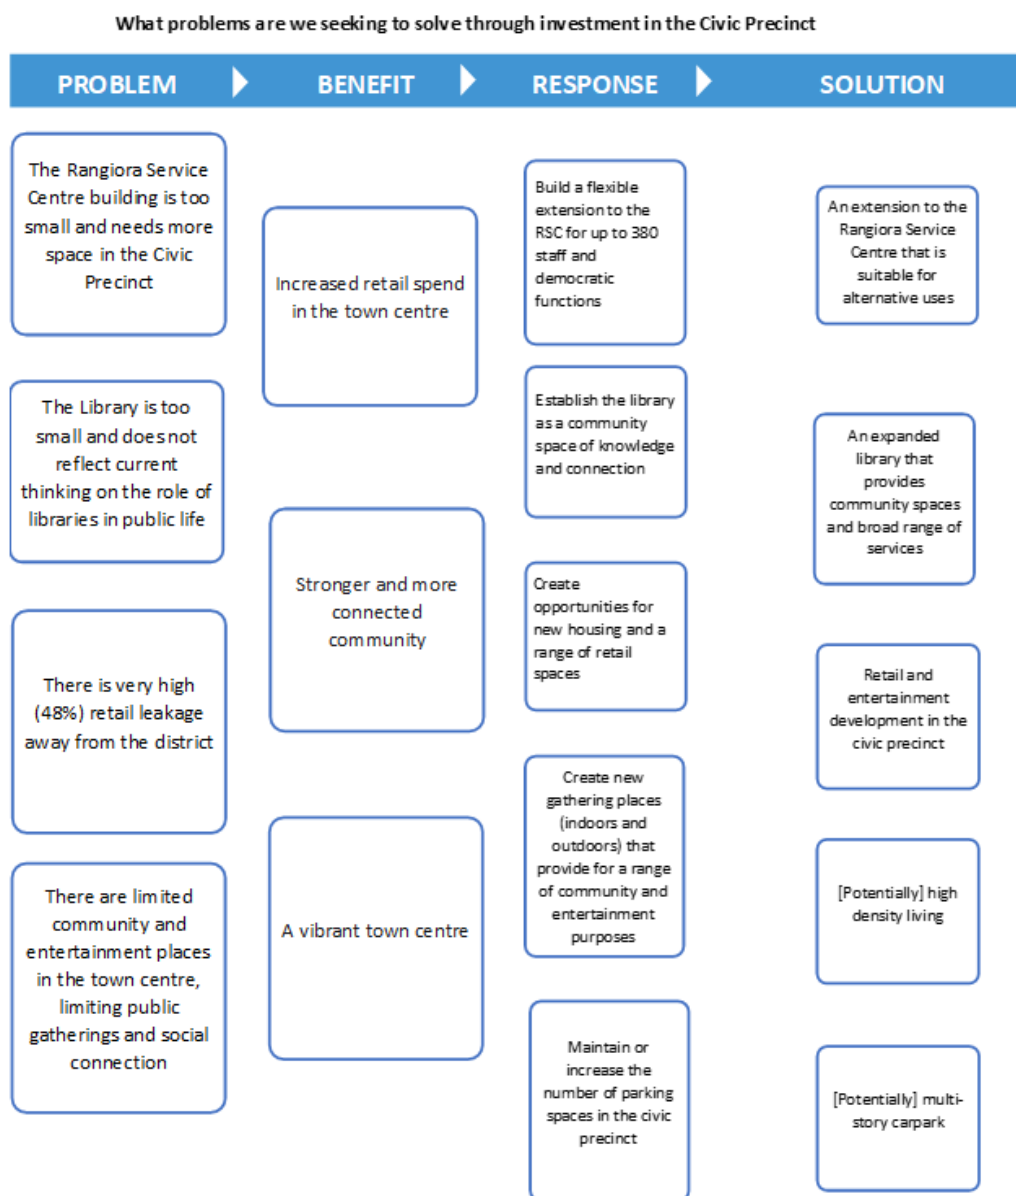 What problems are we seeking to solve through investment in the Civic Precinct
PROBLEM
BENEFIT
RESPONSE
SOLUTION
The Rangiora Service
Centre building is too
small and needs more
space in the Civic
Precinct
The Library is too
small and does not
reflect current
thinking on the role of
libraries in public life
There is very high
(48%) retail leakage
away from the district
There are limited
community and
entertainment places
in the town centre,
limiting public
gatherings and social
connection
Increased retail spend
in the town centre
Stronger and more
connected
community
A vibrant town centre
Build a flexible
extension to the
RSC for up to 380
staff and
democratic
functions
Establish the library
as a community
space of knowledge
and connection
Create
opportunities for
new housing and a
range of retail
spaces
Create new
gathering places
(indoors and
outdoors) that
provide for a range
of community and
entertainment
purposes
Maintain or
increase the
number of parking
spaces in the civic
precinct
An extension to the
Rangiora Service
Centre that is
suitable for
alternative uses
An expanded
library that
provides
community spaces
and broad range of
services
Retail and
entertainment
development in the
civic precinct
[Potentially] high
density living
[Potentially] multi-
story carpark